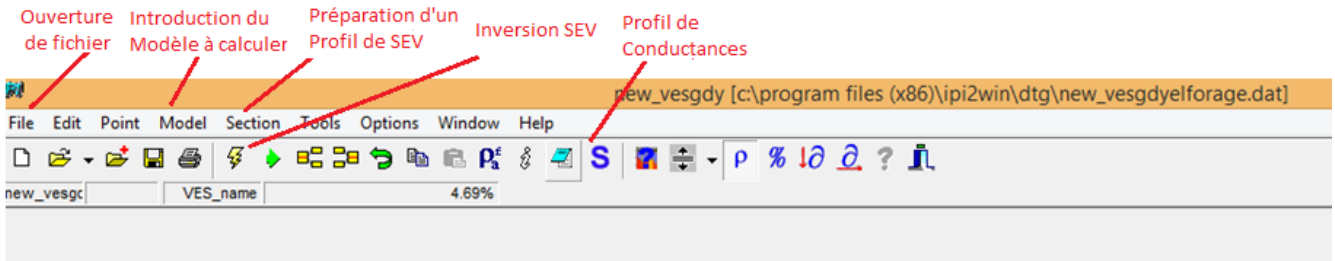 Ouverture
de fichier
Introduction du
Modèle à calculer
Préparation d'un
Profil de SEV
Inversion SEV
Profil de
Conductances
new_vesgdy [c:\program files (x86)\ipi2win\dtg\new_vesgdyelforage.dat]
File Edit Point Model Section Tools Options Window Help
S ρ %
new_vesgc VES_name 4.69%